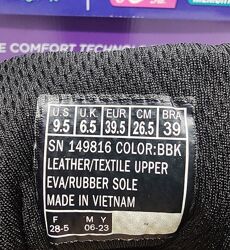 E COMFORT TECHNOL
U.S. U.K. EUR CM BRA
9.5 6.5 39.5 26.5 39
SN 149816 COLOR:BBK
LEATHER/TEXTILE UPPER
EVA/RUBBER SOLE
MADE IN VIETNAM
F M Y
28-5 06-23